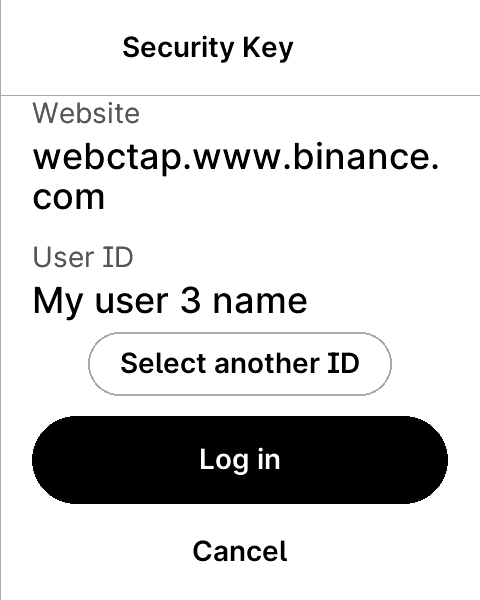 Security Key
Website
webctap.www.binance.
com
User ID
My user 3 name
Select another ID
Log in
Cancel